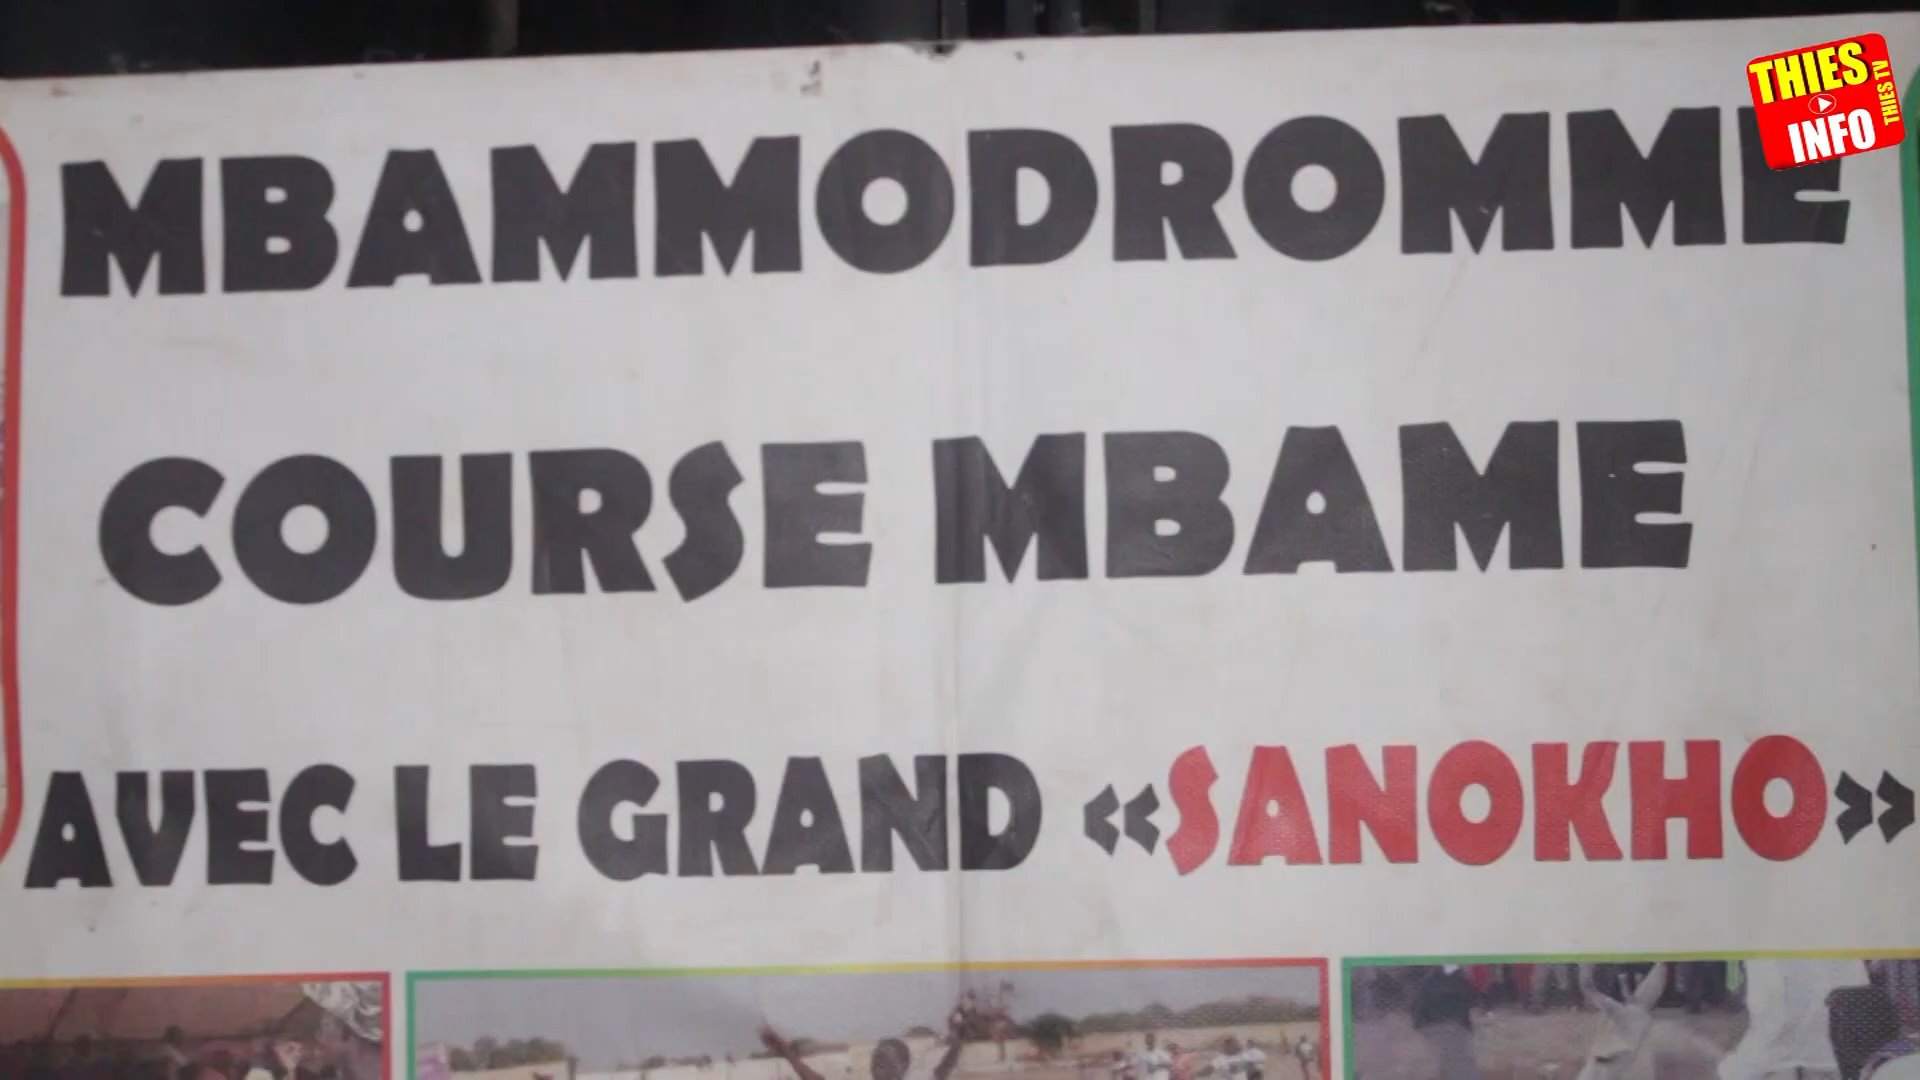 THIES
INFO
THIES TV
MBAMMODROMME
COURSE MBAME
AVEC LE GRAND «SANOKHO»